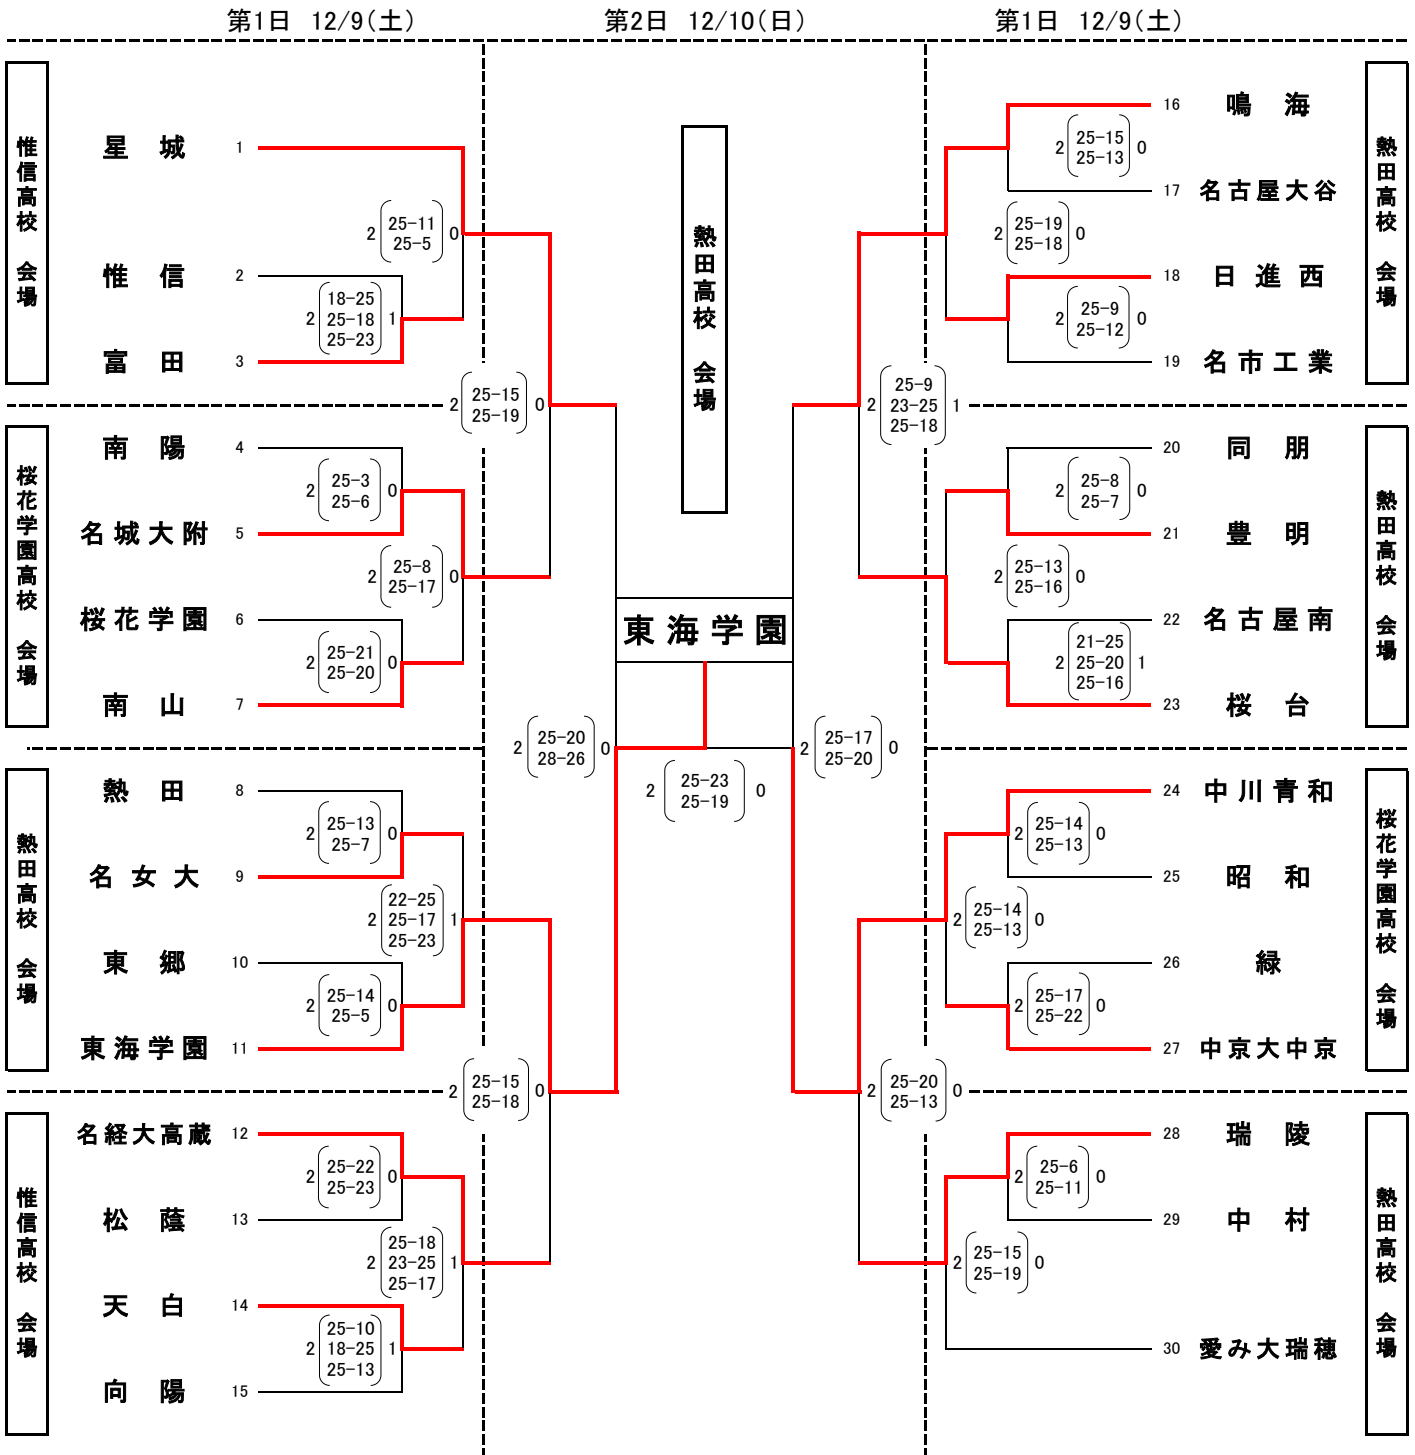 第1日 12/9(土)
第2日 12/10(日)
第1日 12/9(土)
惟信高校 会場
星城 1
2 25-11 0
25-5
惟信 2
2 18-25 1
25-18
25-23
富田 3
2 25-15 0
25-19
桜花学園高校 会場
南陽 4
2 25-3 0
25-6
名城大附 5
2 25-8 0
25-17
桜花学園 6
2 25-21 0
25-20
南山 7
2 25-20 0
28-26
熱田高校 会場
熱田 8
2 25-13 0
25-7
名女大 9
2 22-25 1
25-17
25-23
東郷 10
2 25-14 0
25-5
東海学園 11
2 25-15 0
25-18
惟信高校 会場
名経大高蔵 12
2 25-22 0
25-23
松蔭 13
2 25-18 1
23-25
25-17
天白 14
2 25-10 1
18-25
25-13
向陽 15
熱田高校 会場
東海学園
2 25-23 0
25-19
熱田高校 会場
16 鳴海
2 25-15 0
25-13
17 名古屋大谷
2 25-19 0
25-18
18 日進西
2 25-9 0
25-12
19 名市工業
2 25-9 1
23-25
25-18
熱田高校 会場
20 同朋
2 25-8 0
25-7
21 豊明
2 25-13 0
25-16
22 名古屋南
2 21-25 1
25-20
25-16
23 桜台
2 25-17 0
25-20
桜花学園高校 会場
24 中川青和
2 25-14 0
25-13
25 昭和
2 25-14 0
25-13
26 緑
2 25-17 0
25-22
27 中京大中京
2 25-20 0
25-13
熱田高校 会場
28 瑞陵
2 25-6 0
25-11
29 中村
2 25-15 0
25-19
30 愛み大瑞穂